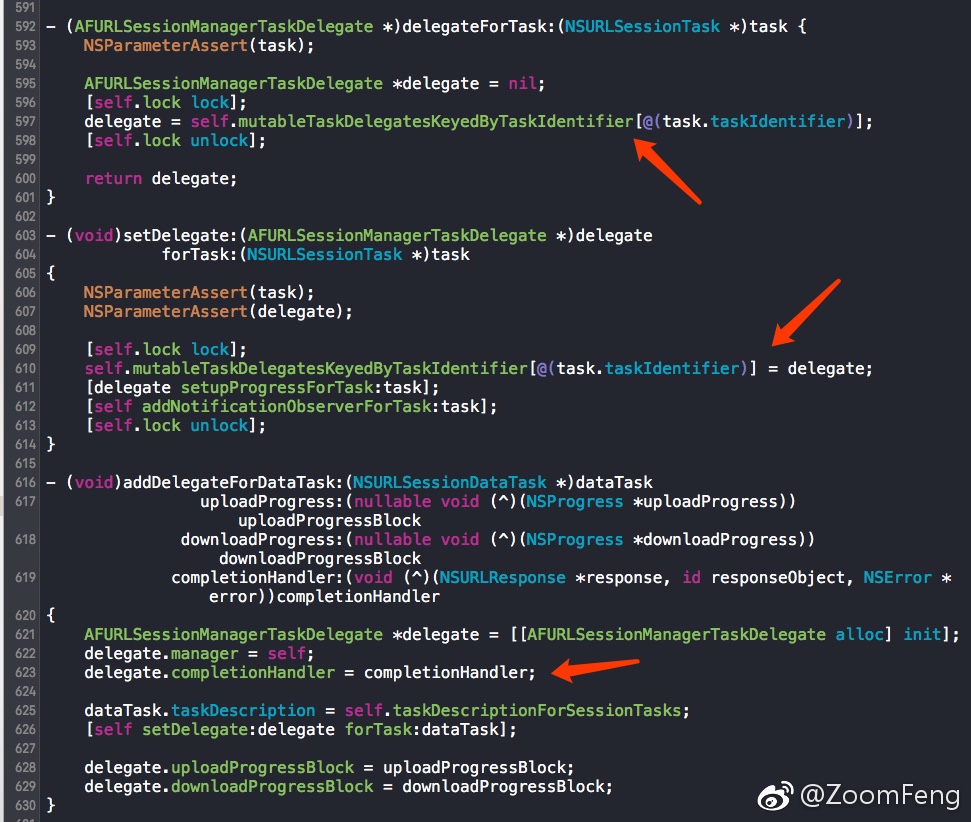 591
592 - (AFURLSessionManagerTaskDelegate *)delegateForTask:(NSURLSessionTask *)task {
593     NSParameterAssert(task);
594
595     AFURLSessionManagerTaskDelegate *delegate = nil;
596     [self.lock lock];
597     delegate = self.mutableTaskDelegatesKeyedByTaskIdentifier[@(task.taskIdentifier)];
598     [self.lock unlock];
599
600     return delegate;
601 }
602
603 - (void)setDelegate:(AFURLSessionManagerTaskDelegate *)delegate
604             forTask:(NSURLSessionTask *)task
605 {
606     NSParameterAssert(task);
607     NSParameterAssert(delegate);
608
609     [self.lock lock];
610     self.mutableTaskDelegatesKeyedByTaskIdentifier[@(task.taskIdentifier)] = delegate;
611     [delegate setupProgressForTask:task];
612     [self addNotificationObserverForTask:task];
613     [self.lock unlock];
614 }
615
616 - (void)addDelegateForDataTask:(NSURLSessionDataTask *)dataTask
617                 uploadProgress:(nullable void (^)(NSProgress *uploadProgress))
                    uploadProgressBlock
618               downloadProgress:(nullable void (^)(NSProgress *downloadProgress))
                  downloadProgressBlock
619              completionHandler:(void (^)(NSURLResponse *response, id responseObject, NSError *
                 error))completionHandler
620 {
621     AFURLSessionManagerTaskDelegate *delegate = [[AFURLSessionManagerTaskDelegate alloc] init];
622     delegate.manager = self;
623     delegate.completionHandler = completionHandler;
624
625     dataTask.taskDescription = self.taskDescriptionForSessionTasks;
626     [self setDelegate:delegate forTask:dataTask];
627
628     delegate.uploadProgressBlock = uploadProgressBlock;
629     delegate.downloadProgressBlock = downloadProgressBlock;
630 }
@ZoomFeng